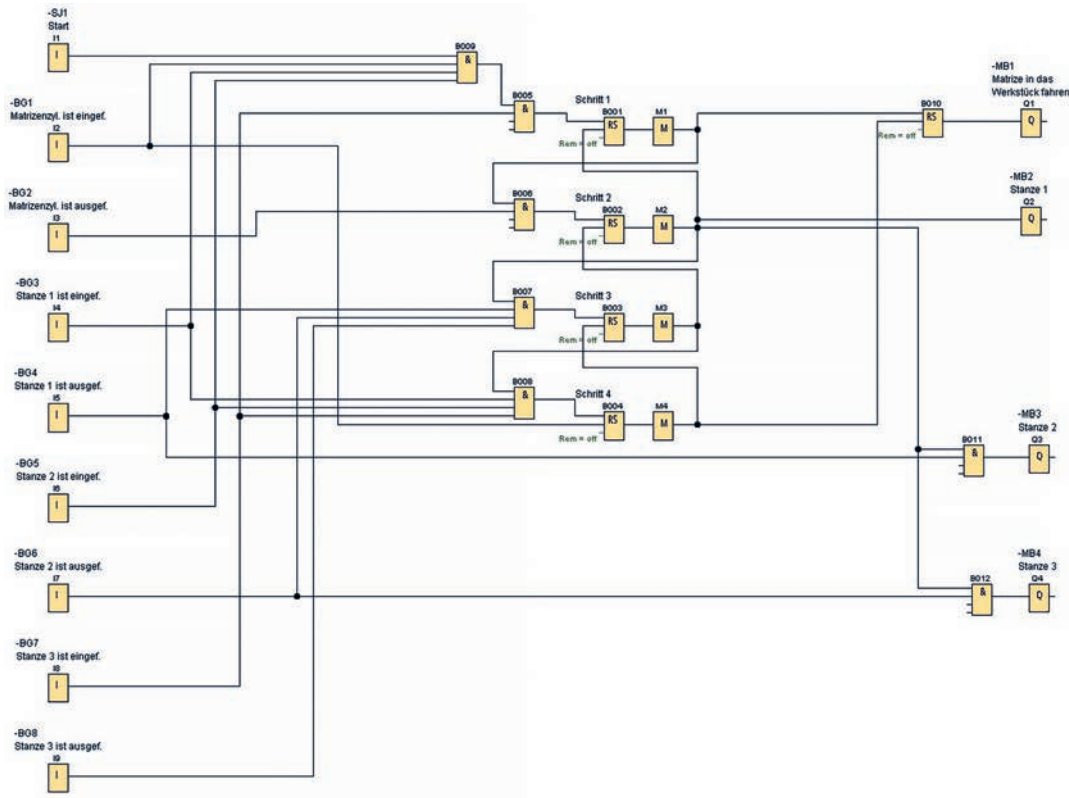 -SJ1
Start
I1
I
-BG1
Matrizenzyl. ist eingef.
I2
I
-BG2
Matrizenzyl. ist ausgef.
I3
I
-BG3
Stanze 1 ist eingef.
I4
I
-BG4
Stanze 1 ist ausgef.
I5
I
-BG5
Stanze 2 ist eingef.
I6
I
-BG6
Stanze 2 ist ausgef.
I7
I
-BG7
Stanze 3 ist eingef.
I8
I
-BG8
Stanze 3 ist ausgef.
I9
I
B009
&
B005
&
Schritt 1
B001
RS
Rem = off
M1
M
B006
&
Schritt 2
B002
RS
Rem = off
M2
M
B007
&
Schritt 3
B003
RS
Rem = off
M3
M
B008
&
Schritt 4
B004
RS
Rem = off
M4
M
B010
RS
Rem = off
-MB1
Matrize in das
Werkstück fahren
Q1
Q
-MB2
Stanze 1
Q2
Q
B011
&
-MB3
Stanze 2
Q3
Q
B012
&
-MB4
Stanze 3
Q4
Q